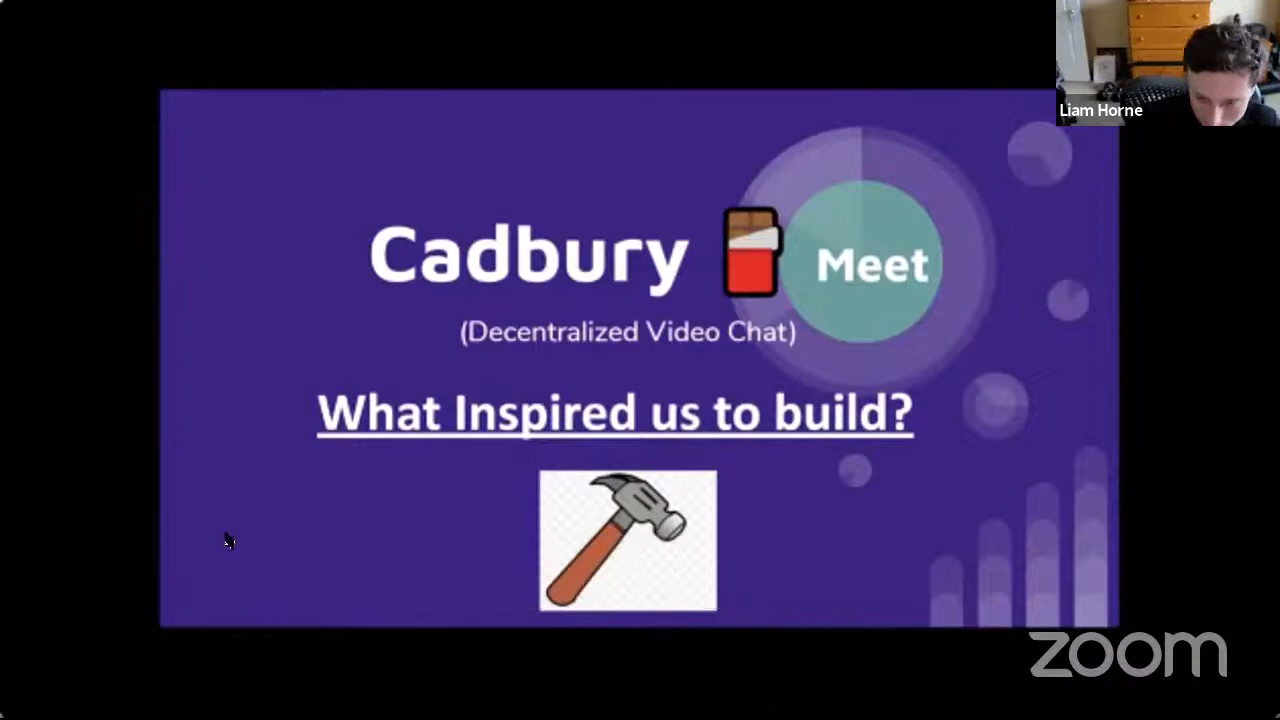 Liam Horne
Cadbury Meet
(Decentralized Video Chat)
What Inspired us to build?
zoom